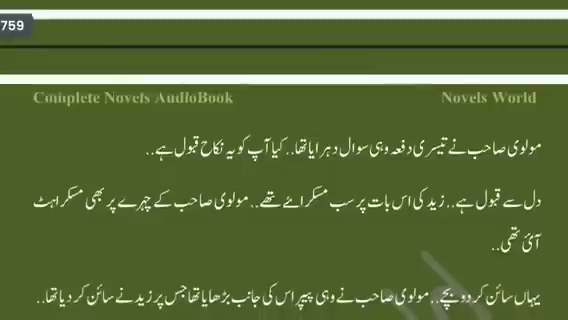 759
Complete Novels AudioBook Novels World
مولوی صاحب نے تیسری دفعہ وہی سوال دہرایا تھا.. کیا آپ کو یہ نکاح قبول ہے..
دل سے قبول ہے.. زید کی اس بات پر سب مسکرائے تھے.. مولوی صاحب کے چہرے پر بھی مسکراہٹ
آئ تھی..
یہاں سائن کر دو بچے.. مولوی صاحب نے وہی پیپر اس کی جانب بڑھایا تھا جس پر زید نے سائن کر دیا تھا..